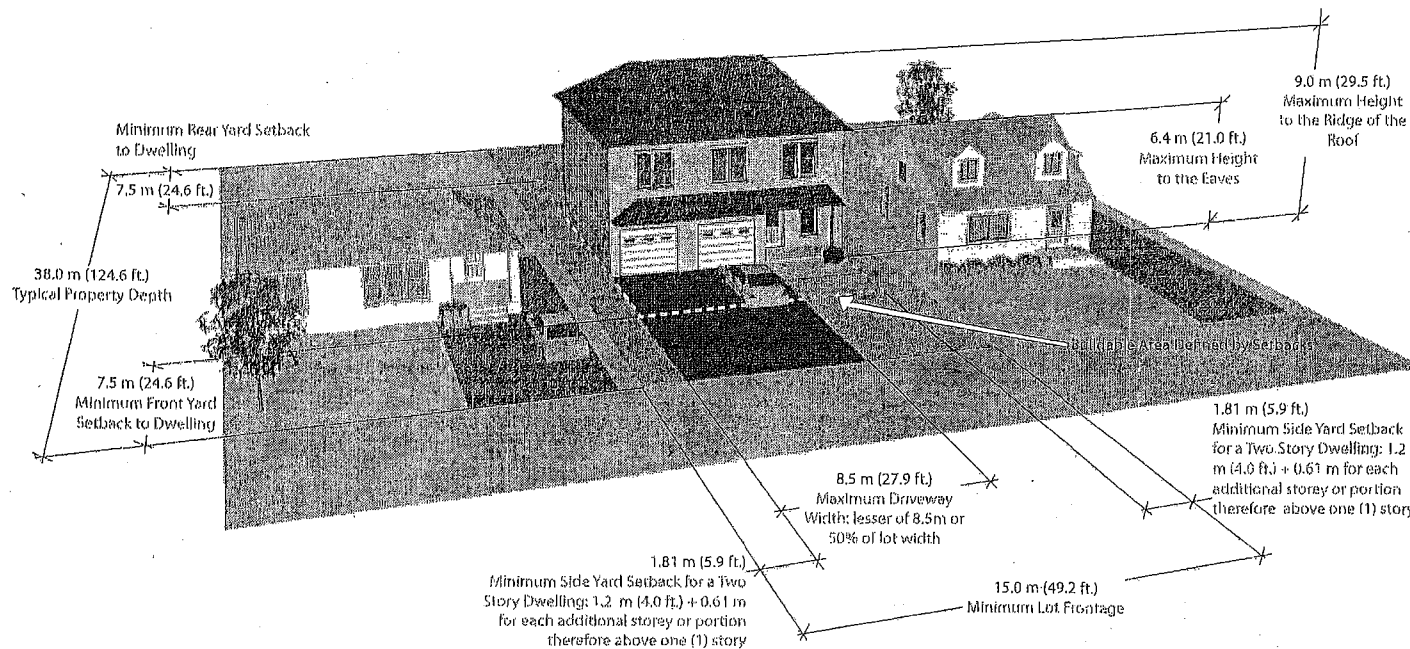 9.0 m (29.5 ft.)
Maximum Height
to the Ridge of the
Roof
6.4 m (21.0 ft.)
Maximum Height
to the Eaves
Minimum Rear Yard Setback
to Dwelling
7.5 m (24.6 ft.)
38.0 m (124.6 ft.)
Typical Property Depth
7.5 m (24.6 ft.)
Minimum Front Yard
Setback to Dwelling
Buildable Area Defined by Setbacks
1.81 m (5.9 ft.)
Minimum Side Yard Setback
for a Two Story Dwelling: 1.2
m (4.0 ft.) + 0.61 m for each
additional storey or portion
therefore above one (1) story
8.5 m (27.9 ft.)
Maximum Driveway
Width: lesser of 8.5m or
50% of lot width
1.81 m (5.9 ft.)
Minimum Side Yard Setback for a Two
Story Dwelling: 1.2 m (4.0 ft.) + 0.61 m
for each additional storey or portion
therefore above one (1) story
15.0 m (49.2 ft.)
Minimum Lot Frontage